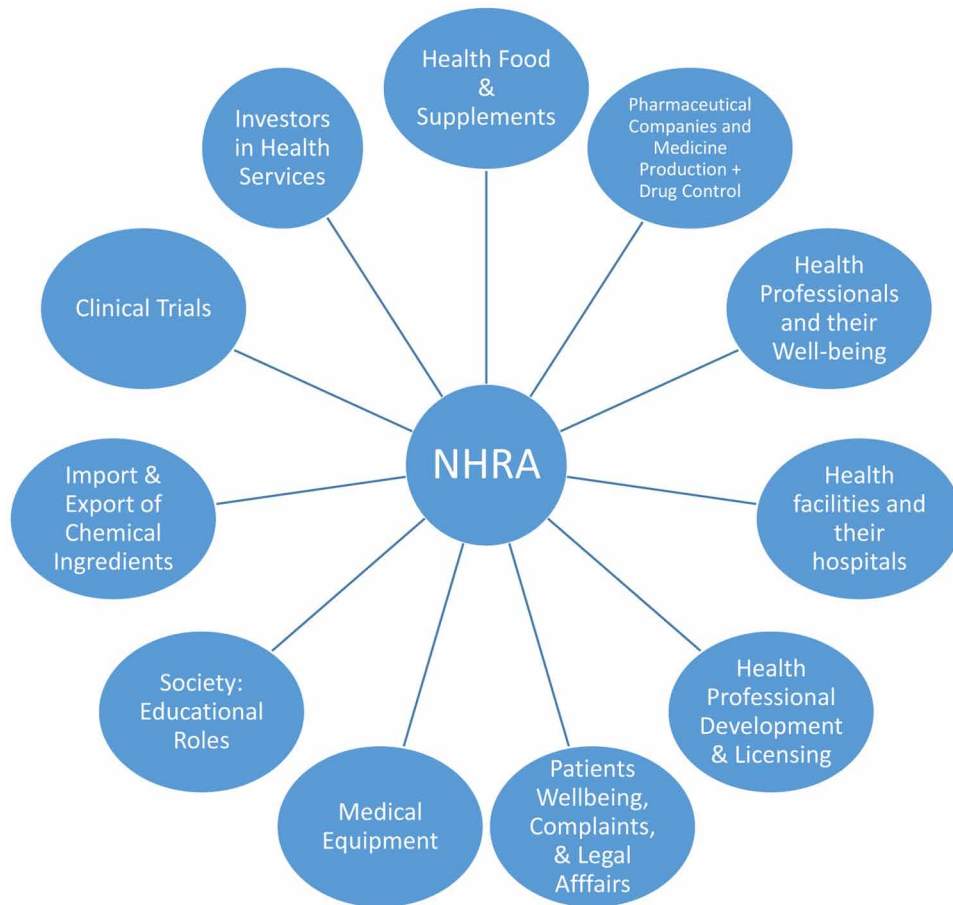 Health Food
&
Supplements
Pharmaceutical
Companies and
Medicine
Production +
Drug Control
Health
Professionals
and their
Well-being
Health
facilities and
their
hospitals
Health
Professional
Development
& Licensing
Patients
Wellbeing,
Complaints,
& Legal
Afffairs
Medical
Equipment
Society:
Educational
Roles
Import &
Export of
Chemical
Ingredients
Clinical Trials
Investors
in Health
Services
NHRA